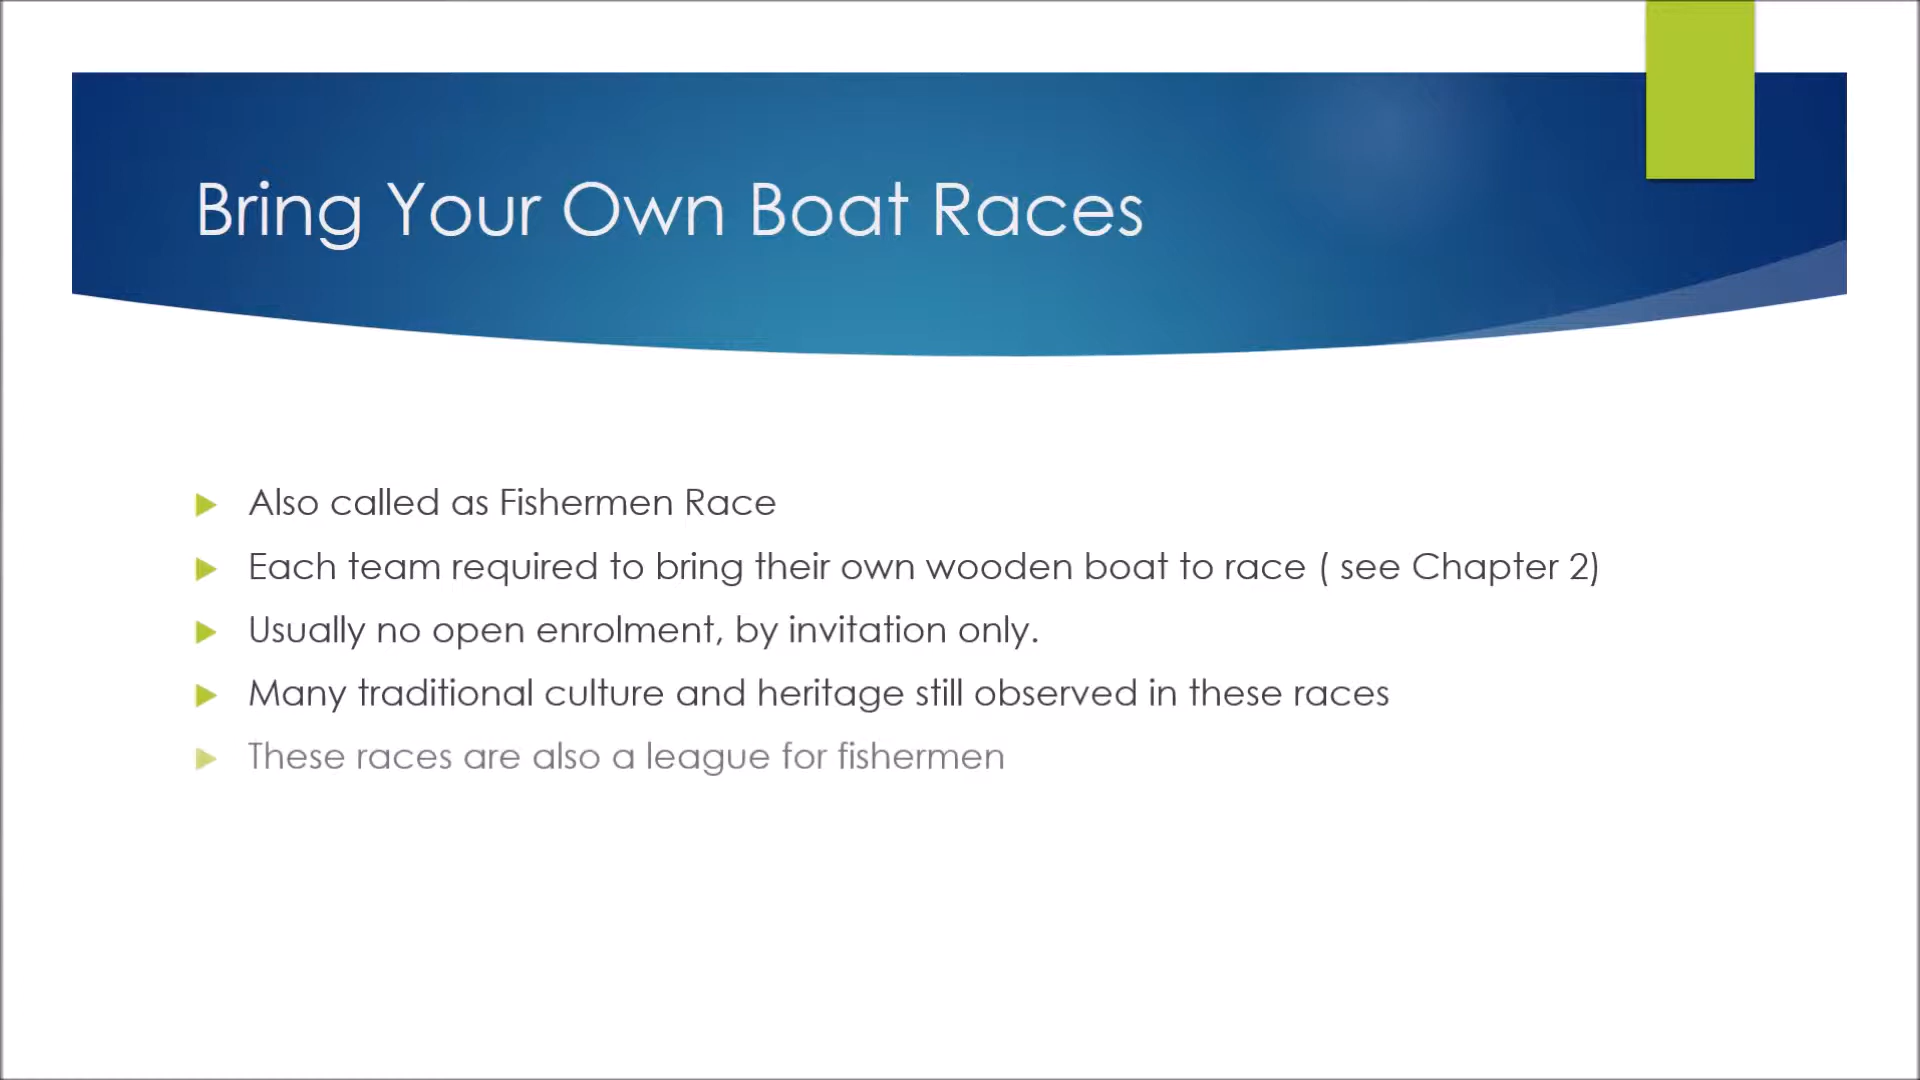 Bring Your Own Boat Races
Also called as Fishermen Race
Each team required to bring their own wooden boat to race ( see Chapter 2)
Usually no open enrolment, by invitation only.
Many traditional culture and heritage still observed in these races
These races are also a league for fishermen